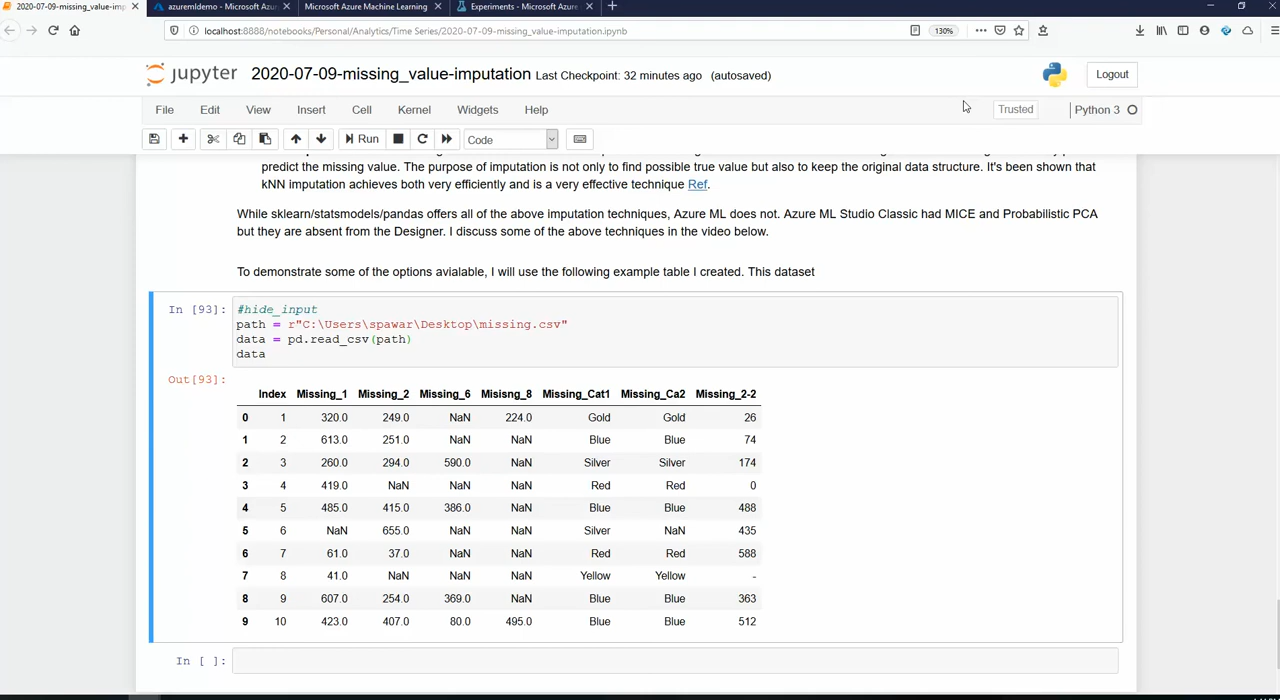 2020-07-09-missing_value-imp
azuremldemo - Microsoft Azur
Microsoft Azure Machine Learning
Experiments - Microsoft Azure
localhost:8888/notebooks/Personal/Analytics/Time Series/2020-07-09-missing_value-imputation.ipynb
130%
jupyter 2020-07-09-missing_value-imputation Last Checkpoint: 32 minutes ago (autosaved)
Logout
File Edit View Insert Cell Kernel Widgets Help
Trusted
Python 3
Run
Code
predict the missing value. The purpose of imputation is not only to find possible true value but also to keep the original data structure. It's been shown that
kNN imputation achieves both very efficiently and is a very effective technique Ref.
While sklearn/statsmodels/pandas offers all of the above imputation techniques, Azure ML does not. Azure ML Studio Classic had MICE and Probabilistic PCA
but they are absent from the Designer. I discuss some of the above techniques in the video below.
To demonstrate some of the options avialable, I will use the following example table I created. This dataset
In [93]: #hide_input
path = r"C:\Users\spawar\Desktop\missing.csv"
data = pd.read_csv(path)
data
Out[93]:
Index Missing_1 Missing_2 Missing_6 Misisng_8 Missing_Cat1 Missing_Ca2 Missing_2-2
0 1 320.0 249.0 NaN 224.0 Gold Gold 26
1 2 613.0 251.0 NaN NaN Blue Blue 74
2 3 260.0 294.0 590.0 NaN Silver Silver 174
3 4 419.0 NaN NaN NaN Red Red 0
4 5 485.0 415.0 386.0 NaN Blue Blue 488
5 6 NaN 655.0 NaN NaN Silver NaN 435
6 7 61.0 37.0 NaN NaN Red Red 588
7 8 41.0 NaN NaN NaN Yellow Yellow -
8 9 607.0 254.0 369.0 NaN Blue Blue 363
9 10 423.0 407.0 80.0 495.0 Blue Blue 512
In [ ]: